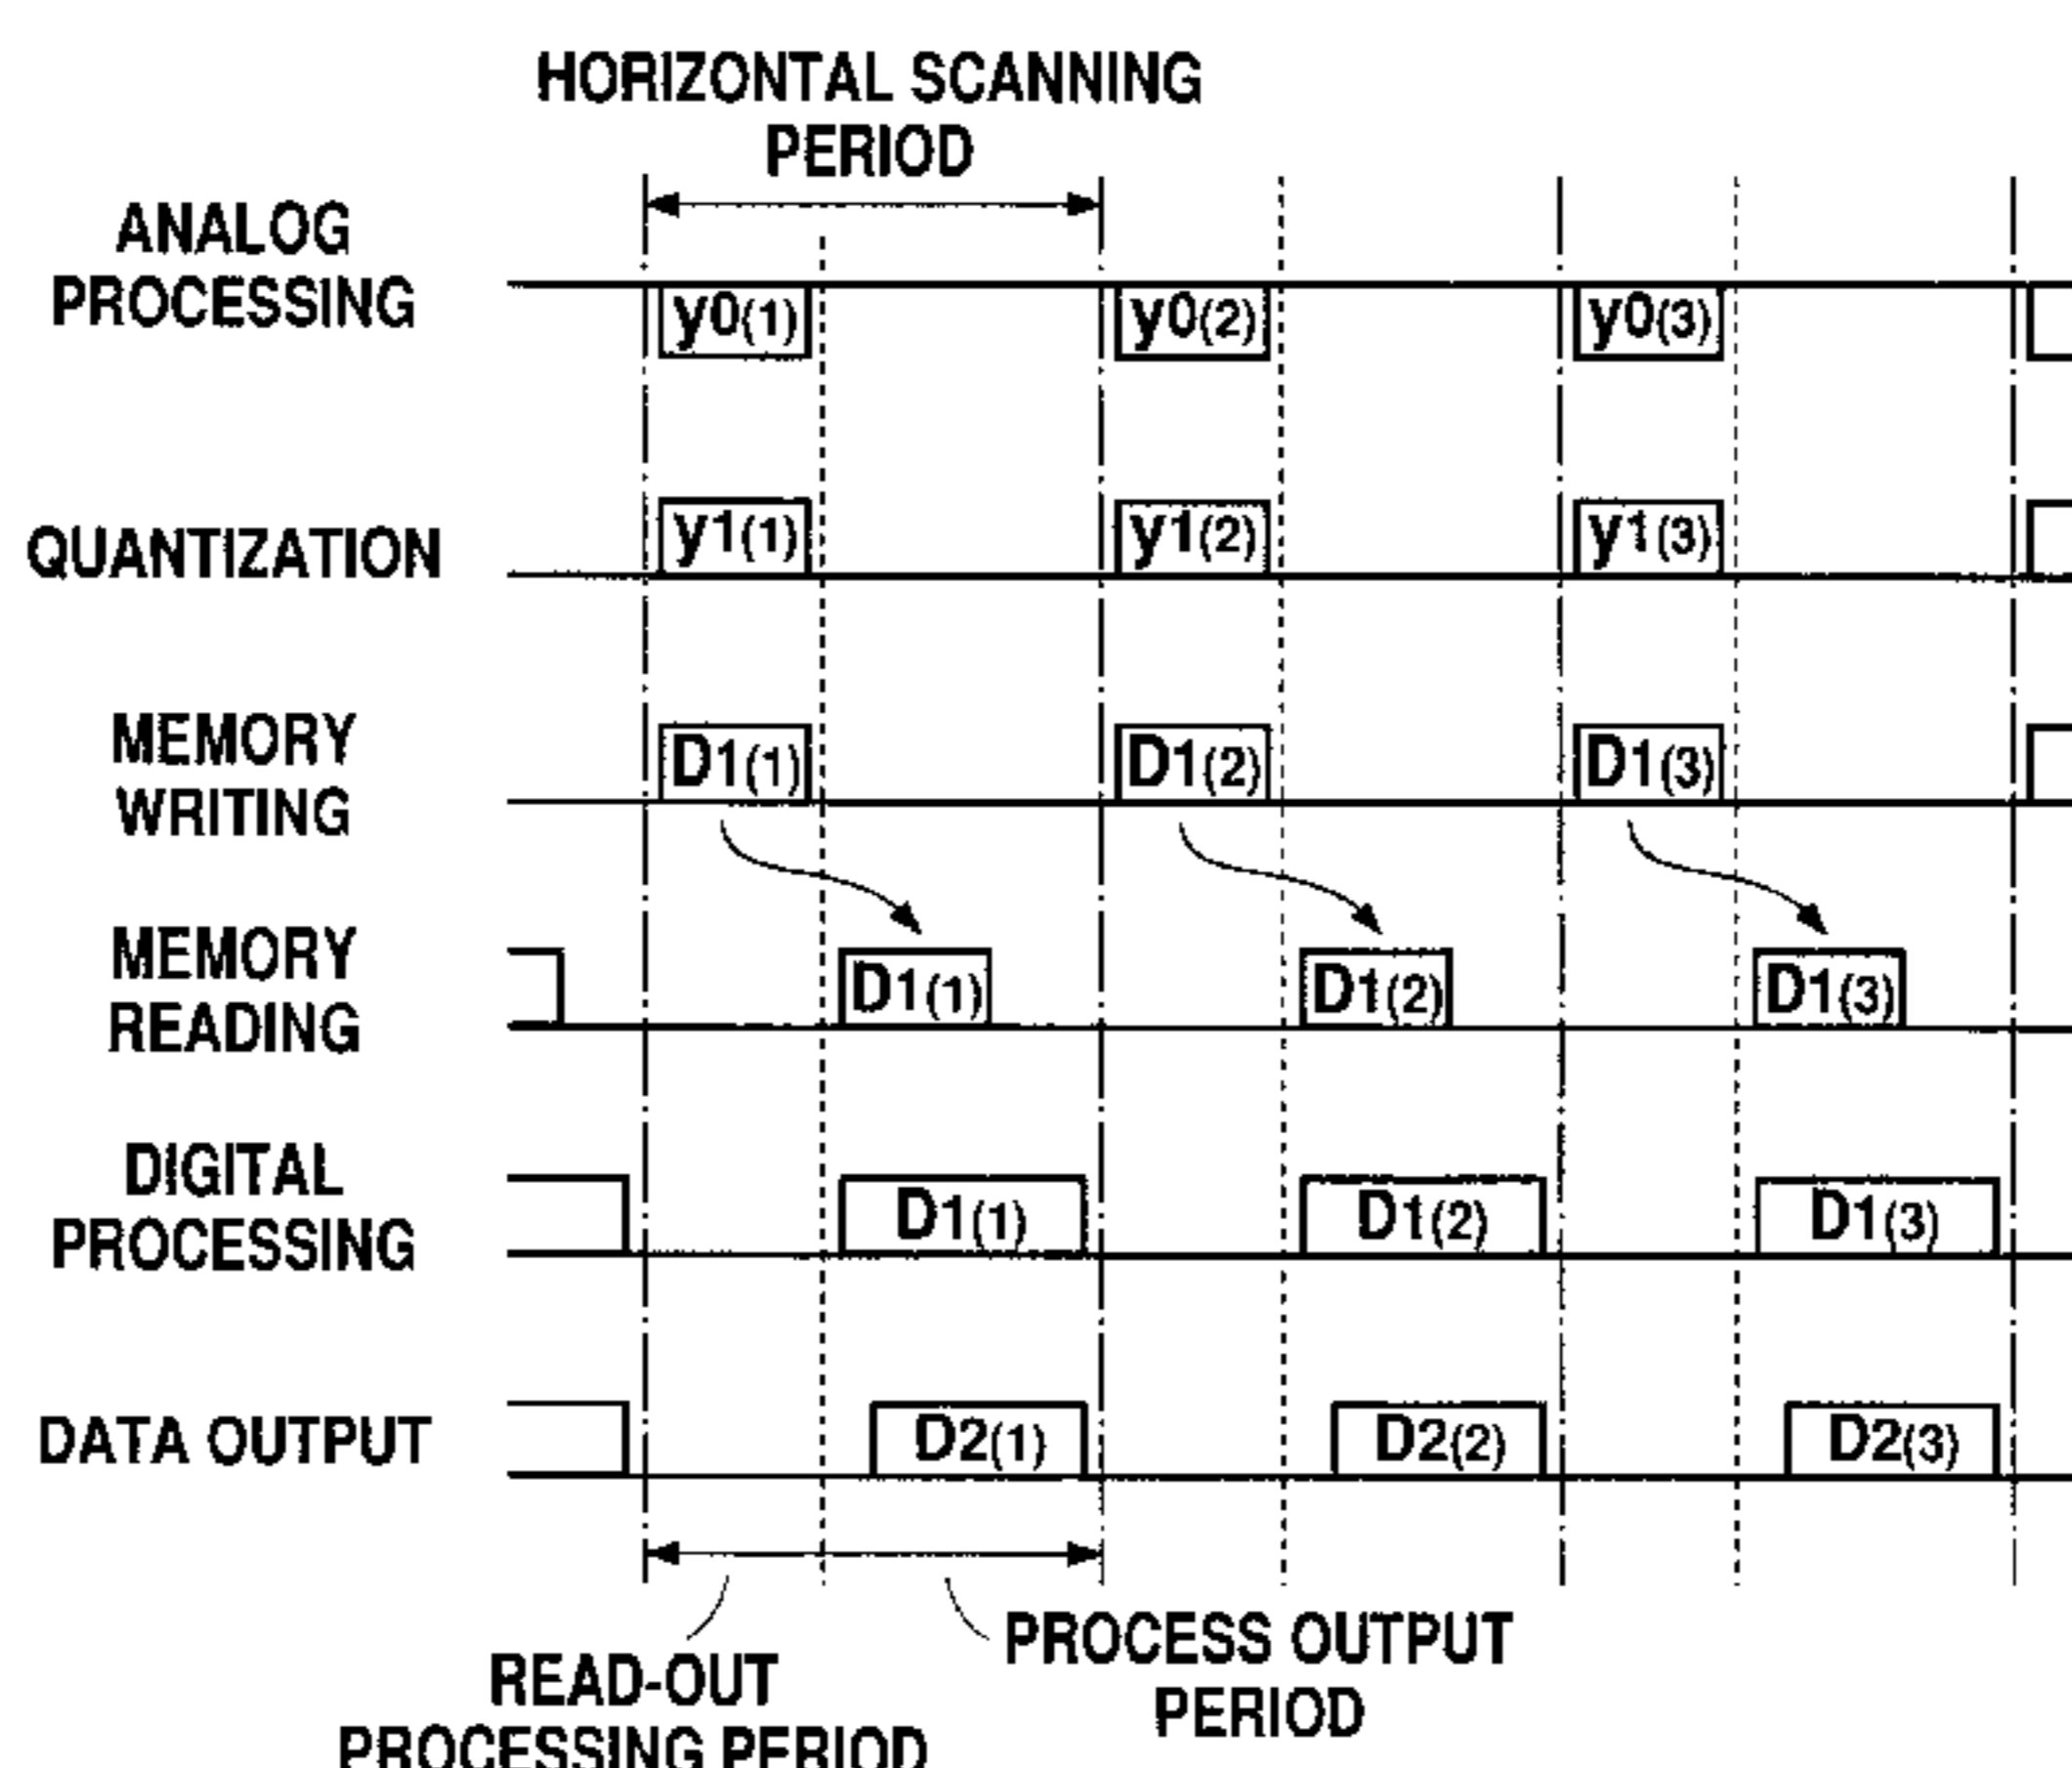 HORIZONTAL SCANNING
PERIOD
ANALOG
PROCESSING
y0(1)
y0(2)
y0(3)
QUANTIZATION
y1(1)
y1(2)
y1(3)
MEMORY
WRITING
D1(1)
D1(2)
D1(3)
MEMORY
READING
D1(1)
D1(2)
D1(3)
DIGITAL
PROCESSING
D1(1)
D1(2)
D1(3)
DATA OUTPUT
D2(1)
D2(2)
D2(3)
READ-OUT
PROCESSING PERIOD
PROCESS OUTPUT
PERIOD